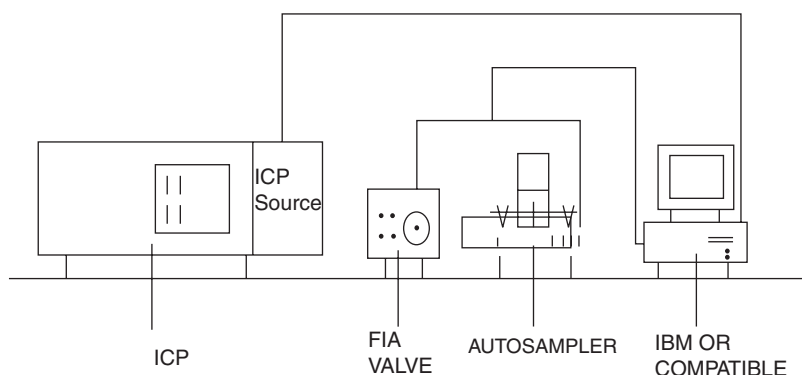 ICP
Source
ICP
FIA
VALVE
AUTOSAMPLER
IBM OR
COMPATIBLE